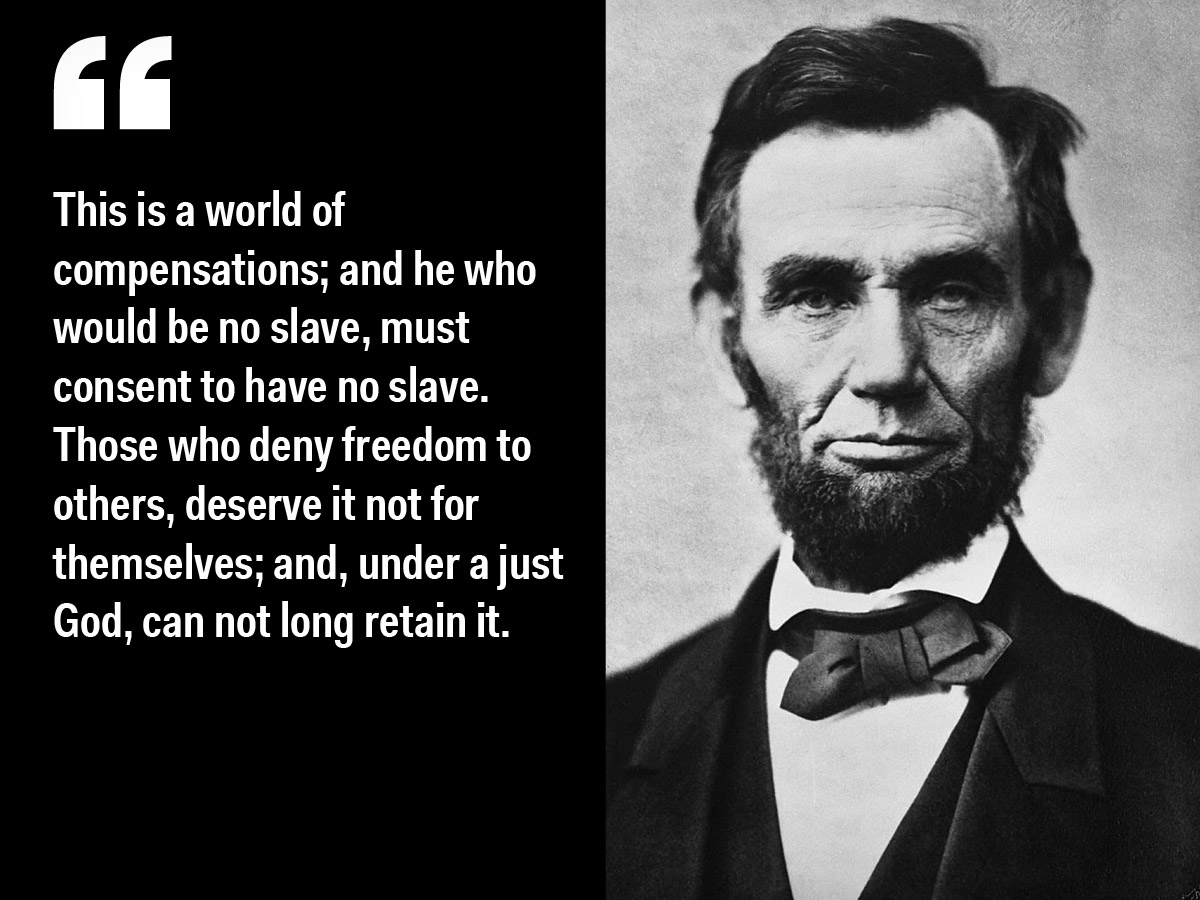 “
This is a world of
compensations; and he who
would be no slave, must
consent to have no slave.
Those who deny freedom to
others, deserve it not for
themselves; and, under a just
God, can not long retain it.